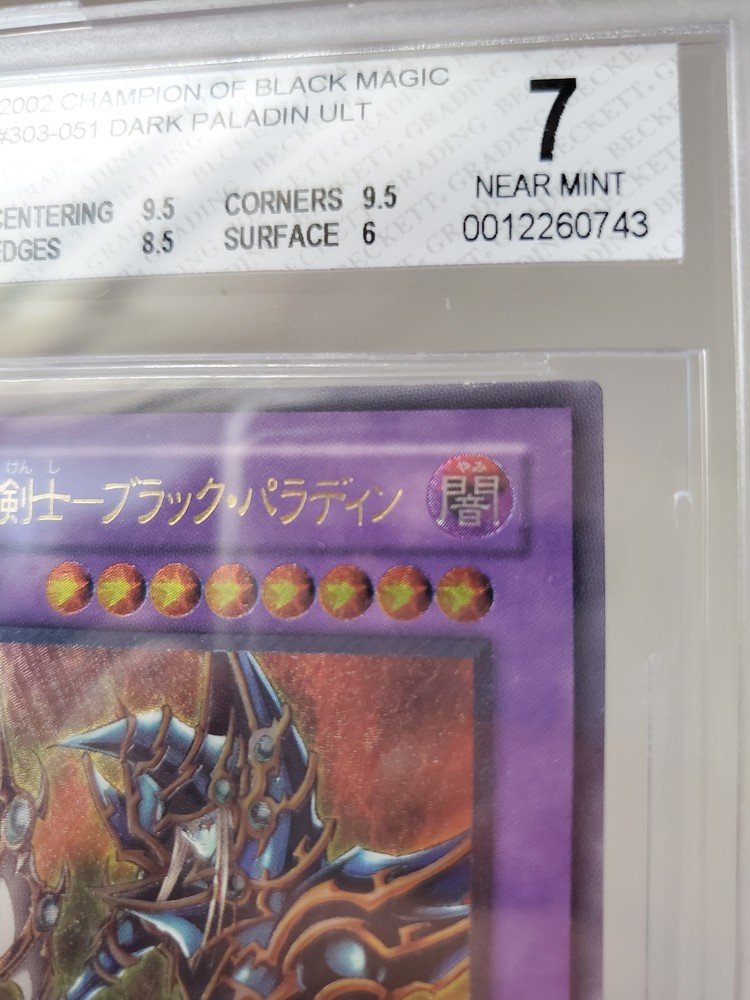 2002 CHAMPION OF BLACK MAGIC
#303-051 DARK PALADIN ULT
CENTERING 9.5 CORNERS 9.5
EDGES 8.5 SURFACE 6
7
NEAR MINT
0012260743
BECKETT. GRADING
けん し
剣士ーブラック・パラディン
やみ
闇